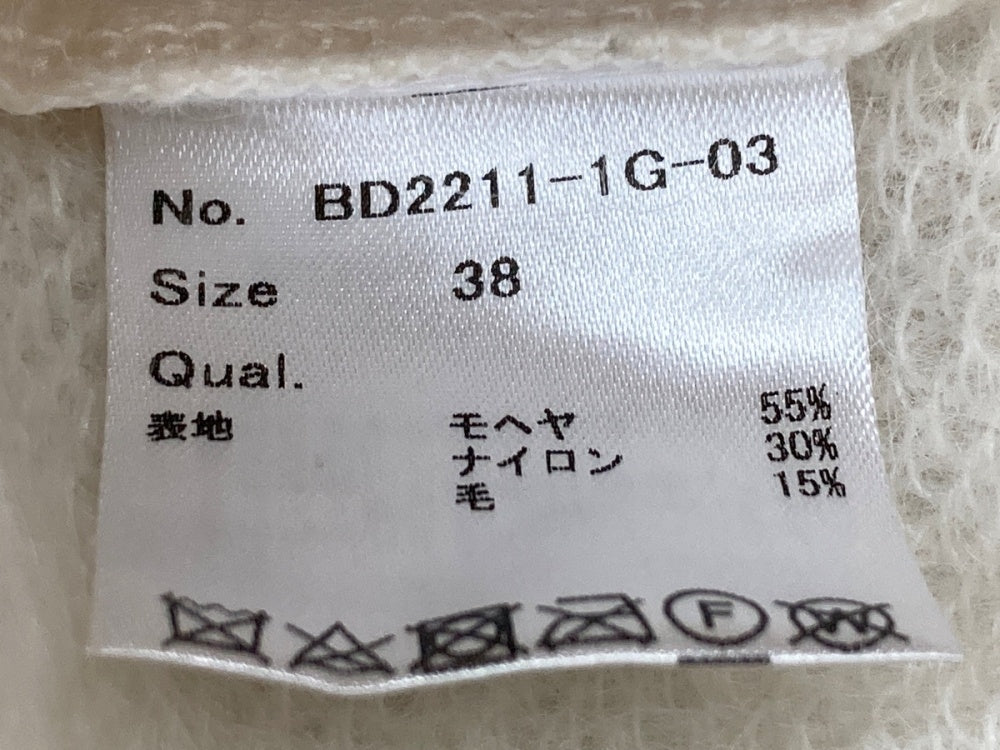 No. BD2211-1G-03
Size 38
Qual.
表地 モヘヤ 55%
ナイロン 30%
毛 15%
F
W